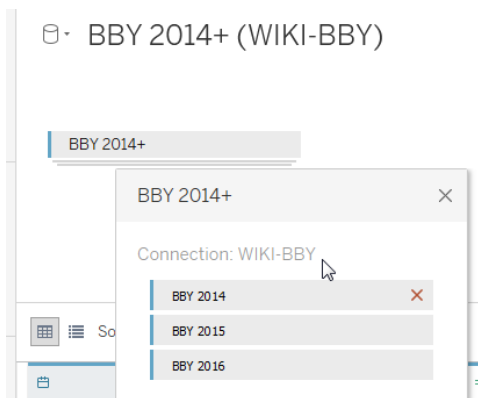 BBY 2014+ (WIKI-BBY)
BBY 2014+
BBY 2014+
Connection: WIKI-BBY
BBY 2014
BBY 2015
BBY 2016
So